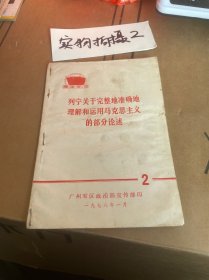 实物拍摄2
列宁关于完整地准确地
理解和运用马克思主义
的部分论述
2
广州军区政治部宣传部印
一九七八年一月